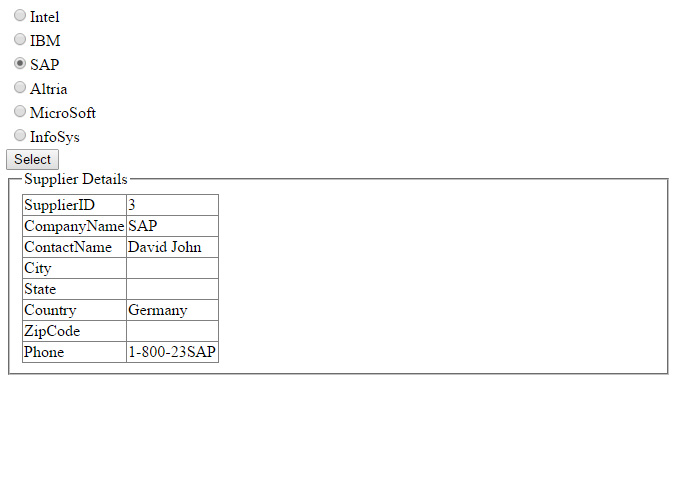 Intel
IBM
SAP
Altria
MicroSoft
InfoSys
Select
Supplier Details
SupplierID 3
CompanyName SAP
ContactName David John
City
State
Country Germany
ZipCode
Phone 1-800-23SAP